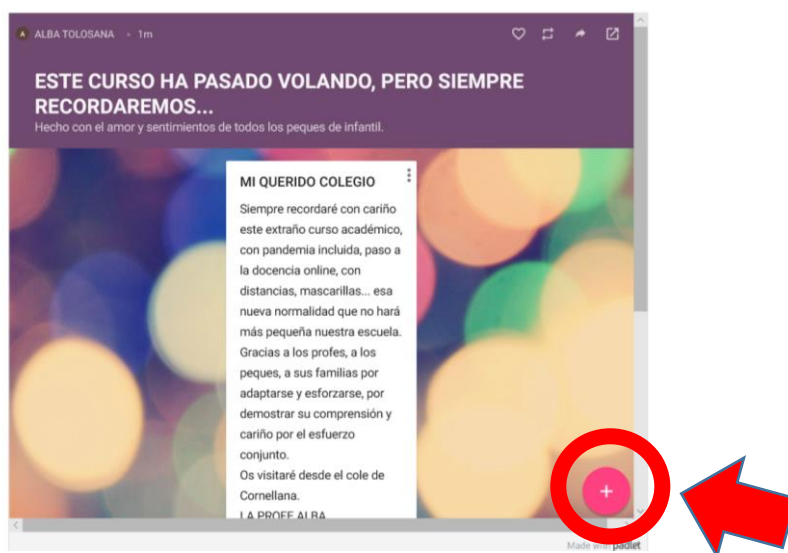 ALBA TOLOSANA • 1m
ESTE CURSO HA PASADO VOLANDO, PERO SIEMPRE
RECORDAREMOS...
Hecho con el amor y sentimientos de todos los peques de infantil.
MI QUERIDO COLEGIO
Siempre recordaré con cariño
este extraño curso académico,
con pandemia incluida, paso a
la docencia online, con
distancias, mascarillas... esa
nueva normalidad que no hará
más pequeña nuestra escuela.
Gracias a los profes, a los
peques, a sus familias por
adaptarse y esforzarse, por
demostrar su comprensión y
cariño por el esfuerzo
conjunto.
Os visitaré desde el cole de
Cornellana.
LA PROFE ALBA
+
Made with padlet